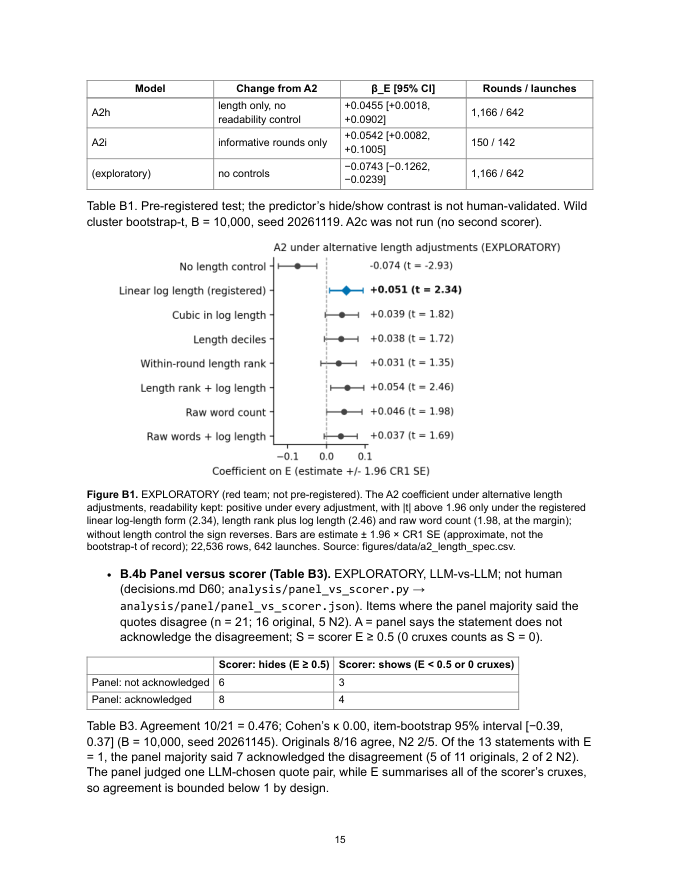 Model Change from A2 β_E [95% CI] Rounds / launches
A2h length only, no readability control +0.0455 [+0.0018, +0.0902] 1,166 / 642
A2i informative rounds only +0.0542 [+0.0082, +0.1005] 150 / 142
(exploratory) no controls −0.0743 [−0.1262, −0.0239] 1,166 / 642
Table B1. Pre-registered test; the predictor's hide/show contrast is not human-validated. Wild
cluster bootstrap-t, B = 10,000, seed 20261119. A2c was not run (no second scorer).
A2 under alternative length adjustments (EXPLORATORY)
No length control -0.074 (t = -2.93)
Linear log length (registered) +0.051 (t = 2.34)
Cubic in log length +0.039 (t = 1.82)
Length deciles +0.038 (t = 1.72)
Within-round length rank +0.031 (t = 1.35)
Length rank + log length +0.054 (t = 2.46)
Raw word count +0.046 (t = 1.98)
Raw words + log length +0.037 (t = 1.69)
−0.1 0.0 0.1
Coefficient on E (estimate +/- 1.96 CR1 SE)
Figure B1. EXPLORATORY (red team; not pre-registered). The A2 coefficient under alternative length
adjustments, readability kept: positive under every adjustment, with |t| above 1.96 only under the registered
linear log-length form (2.34), length rank plus log length (2.46) and raw word count (1.98, at the margin);
without length control the sign reverses. Bars are estimate ± 1.96 × CR1 SE (approximate, not the
bootstrap-t of record); 22,536 rows, 642 launches. Source: figures/data/a2_length_spec.csv.
• B.4b Panel versus scorer (Table B3). EXPLORATORY, LLM-vs-LLM; not human
(decisions.md D60; analysis/panel_vs_scorer.py →
analysis/panel/panel_vs_scorer.json). Items where the panel majority said the
quotes disagree (n = 21; 16 original, 5 N2). A = panel says the statement does not
acknowledge the disagreement; S = scorer E ≥ 0.5 (0 cruxes counts as S = 0).
Scorer: hides (E ≥ 0.5) Scorer: shows (E < 0.5 or 0 cruxes)
Panel: not acknowledged 6 3
Panel: acknowledged 8 4
Table B3. Agreement 10/21 = 0.476; Cohen's κ 0.00, item-bootstrap 95% interval [−0.39,
0.37] (B = 10,000, seed 20261145). Originals 8/16 agree, N2 2/5. Of the 13 statements with E
= 1, the panel majority said 7 acknowledged the disagreement (5 of 11 originals, 2 of 2 N2).
The panel judged one LLM-chosen quote pair, while E summarises all of the scorer's cruxes,
so agreement is bounded below 1 by design.
15